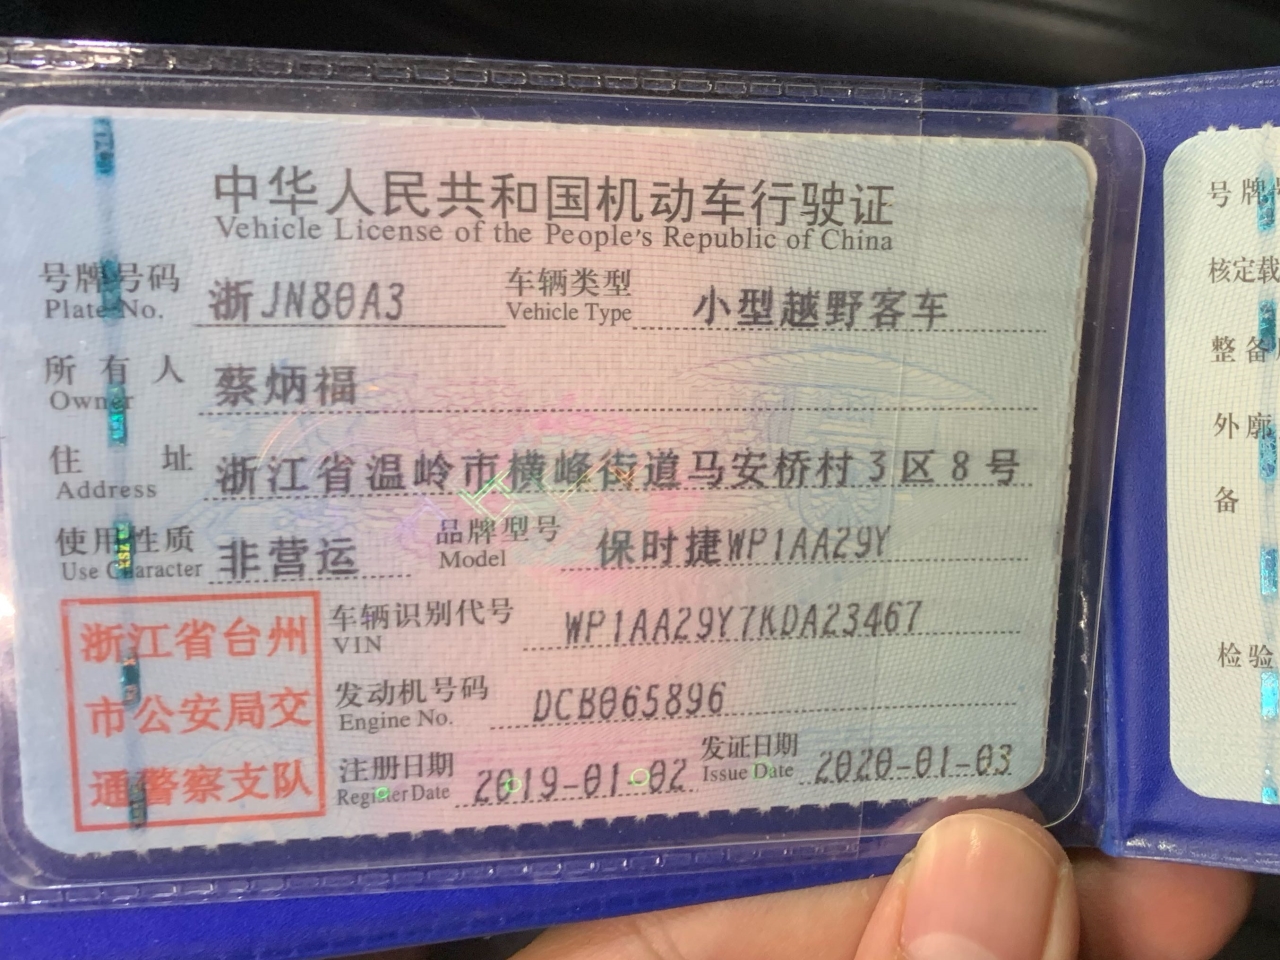 中华人民共和国机动车行驶证
Vehicle License of the People's Republic of China
号牌号码 浙JN80A3 车辆类型 小型越野客车
Plate No. Vehicle Type
所有人 蔡炳福
Owner
住址 浙江省温岭市横峰街道马安桥村3区8号
Address
使用性质 非营运 品牌型号 保时捷WP1AA29Y
Use Character Model
车辆识别代号 WP1AA29Y7KDA23467
VIN
发动机号码 DCB065896
Engine No.
注册日期 2019-01-02 发证日期 2020-01-03
Register Date Issue Date
浙江省台州
市公安局交
通警察支队
号牌
核定载
整备
外廓
备
检验